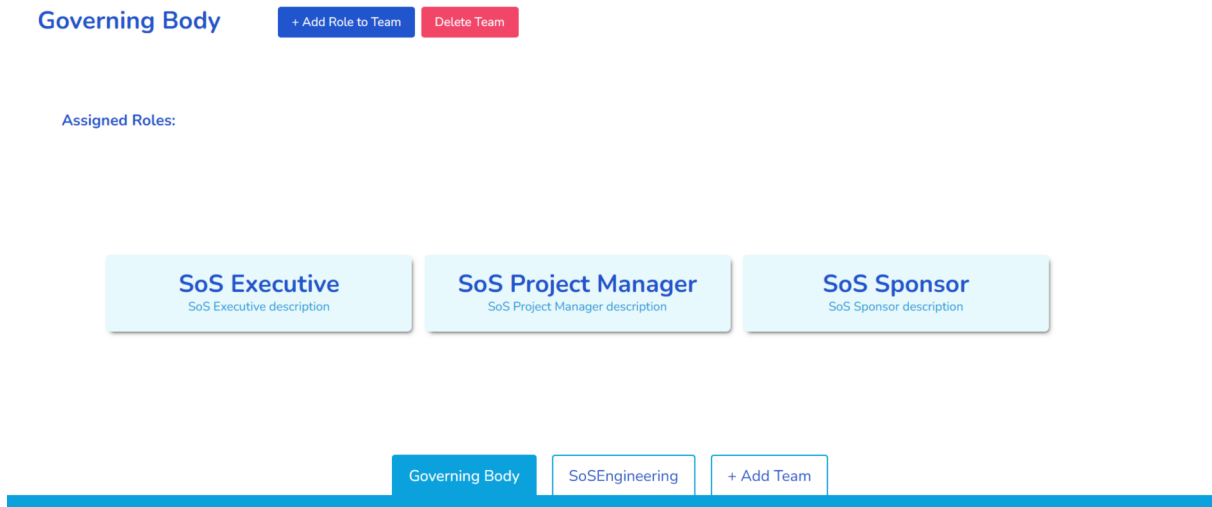 Governing Body
+ Add Role to Team
Delete Team
Assigned Roles:
SoS Executive
SoS Executive description
SoS Project Manager
SoS Project Manager description
SoS Sponsor
SoS Sponsor description
Governing Body
SoSEngineering
+ Add Team